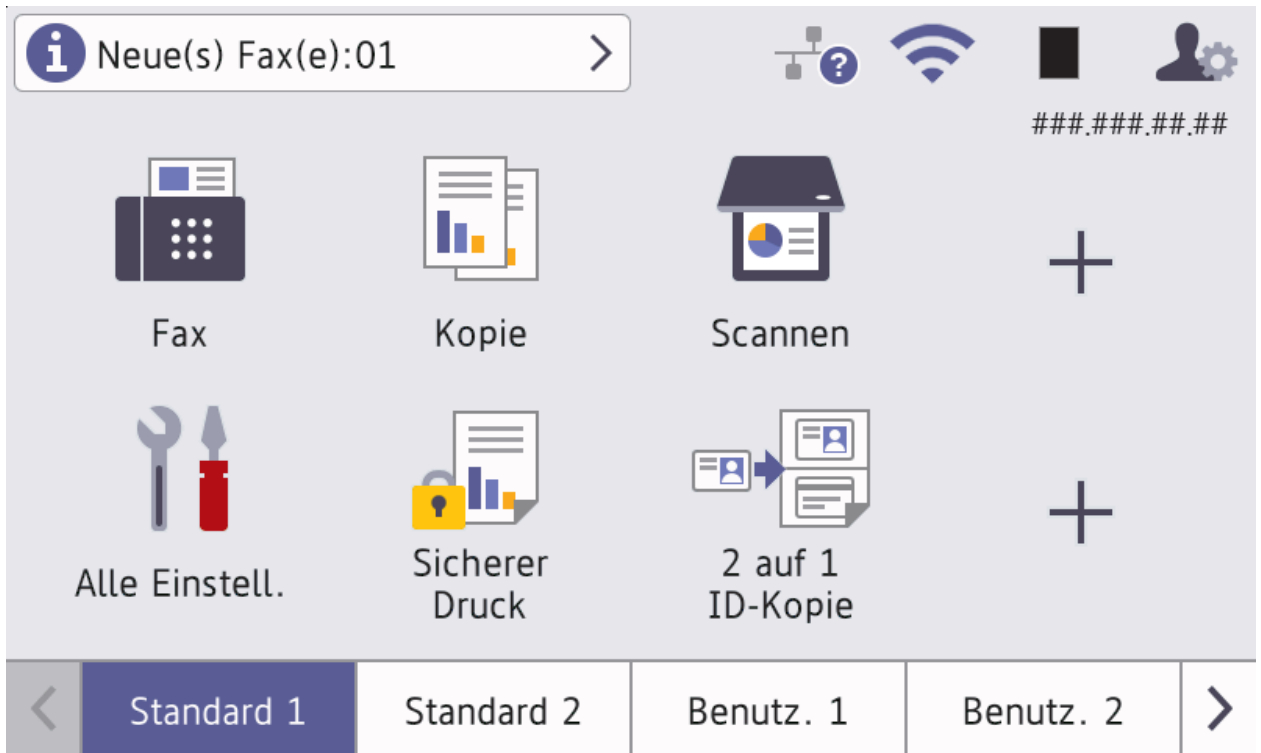 Neue(s) Fax(e):01
###.###.##.##
Fax
Kopie
Scannen
Alle Einstell.
Sicherer
Druck
2 auf 1
ID-Kopie
Standard 1
Standard 2
Benutz. 1
Benutz. 2